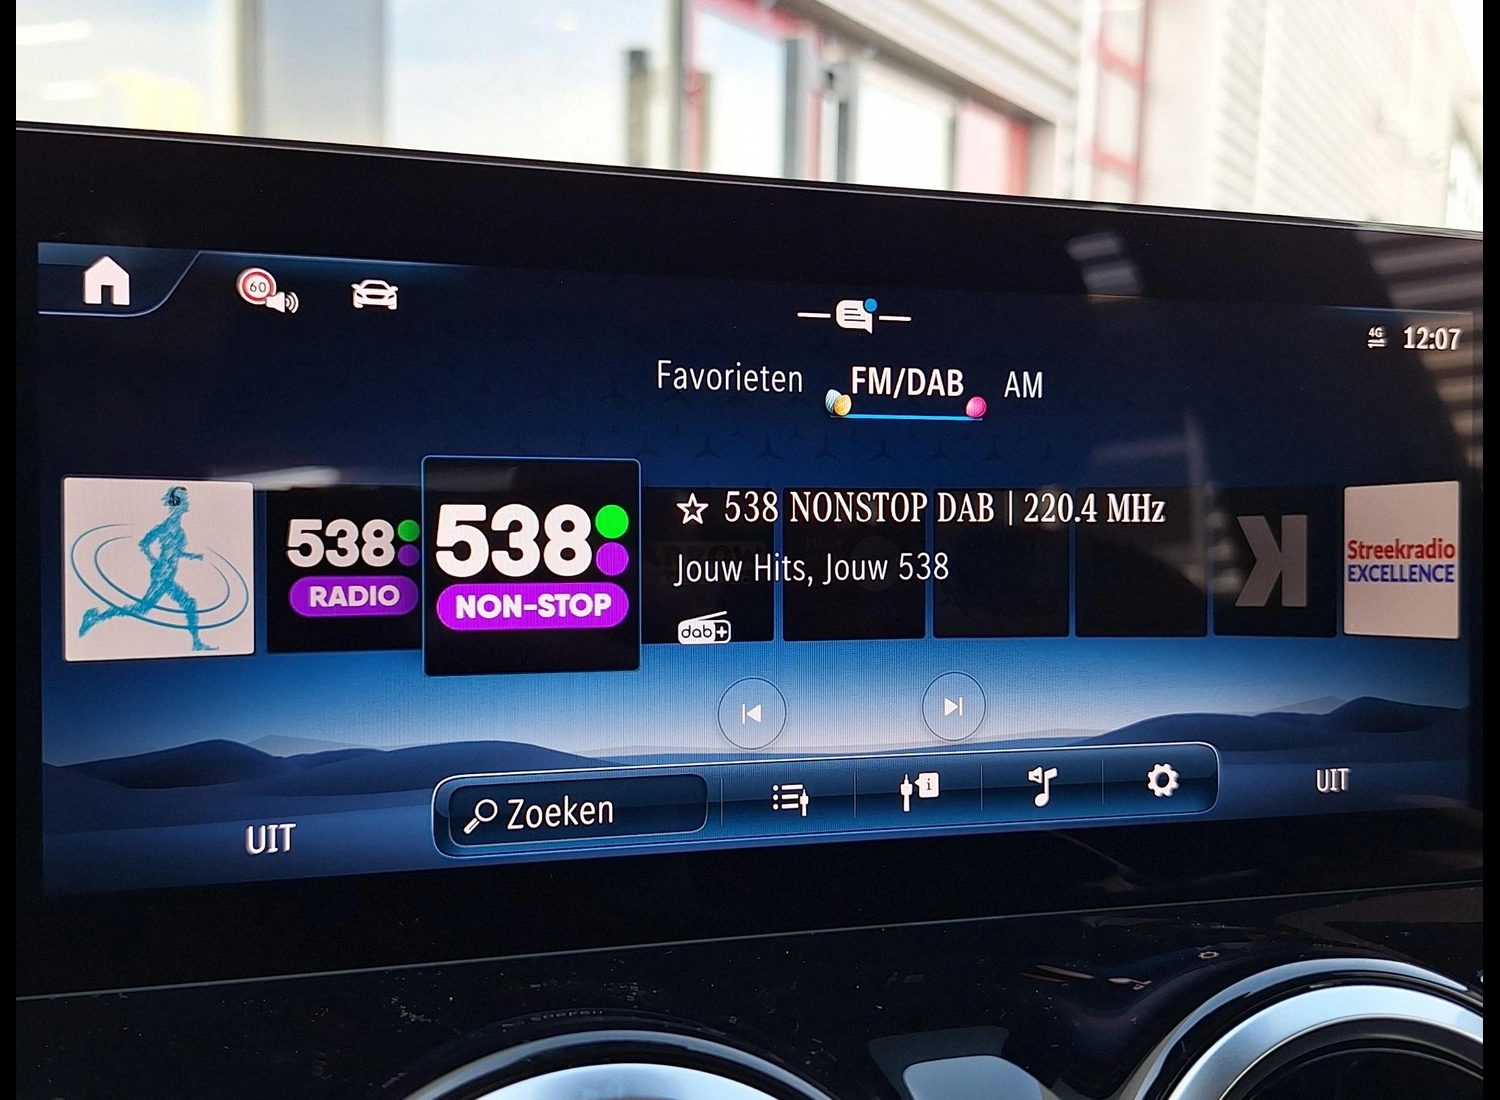 60
4G
12:07
Favorieten
FM/DAB
AM
538
RADIO
538
NON-STOP
538 NONSTOP DAB | 220.4 MHz
Jouw Hits, Jouw 538
dab+
K
Streekradio
EXCELLENCE
UIT
Zoeken
i
UIT